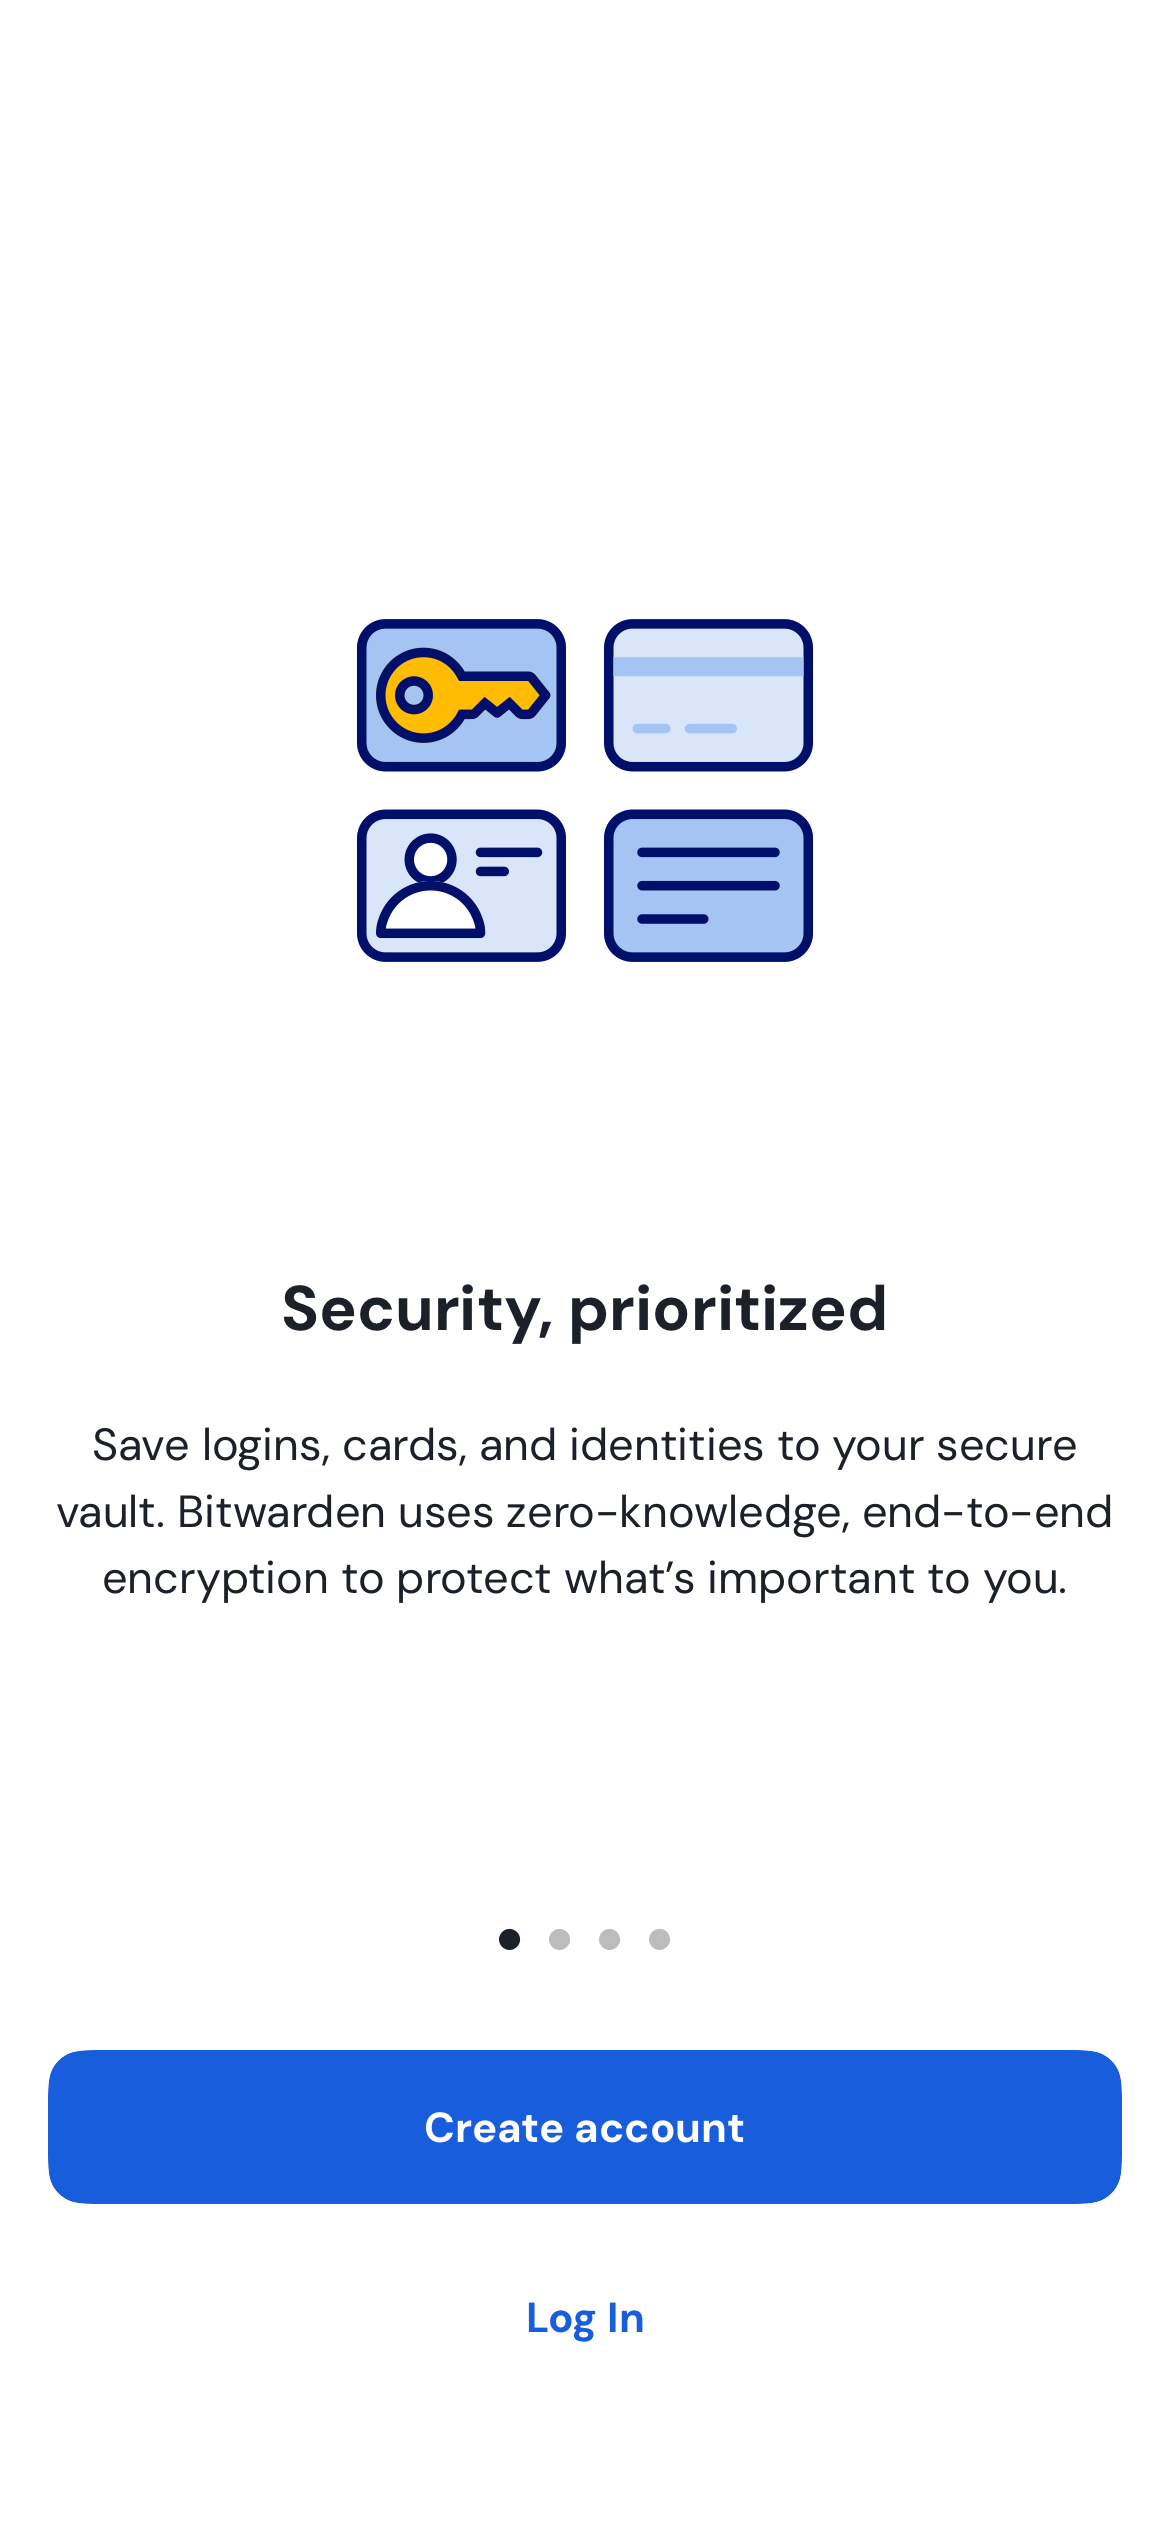 Security, prioritized
Save logins, cards, and identities to your secure
vault. Bitwarden uses zero-knowledge, end-to-end
encryption to protect what’s important to you.
Create account
Log In